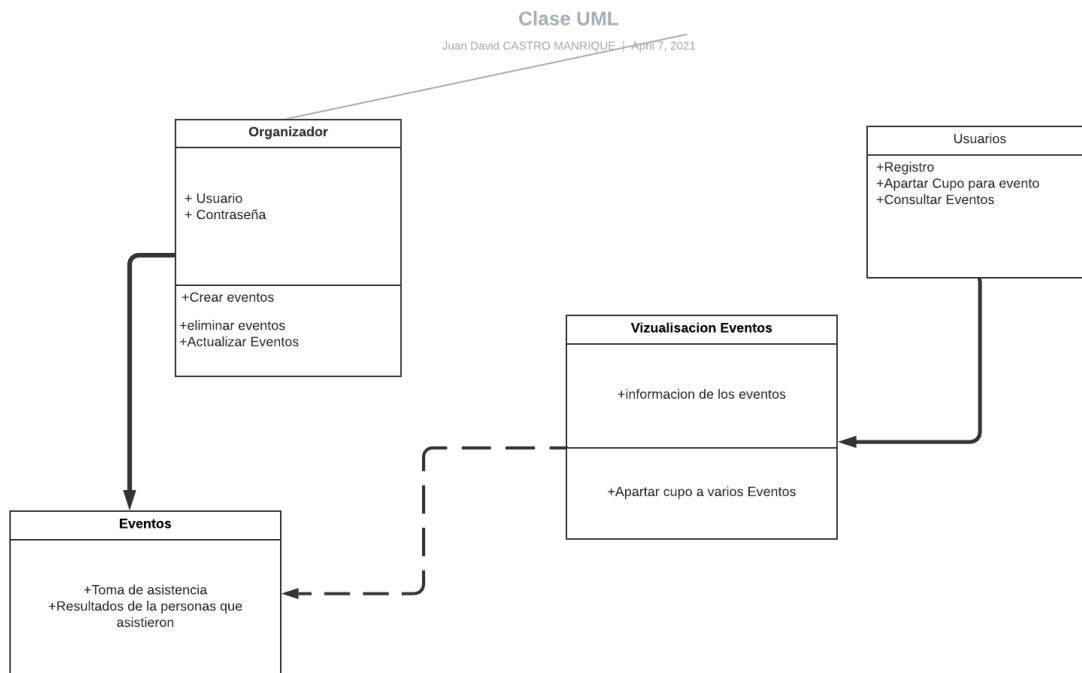 Clase UML
Juan David CASTRO MANRIQUE | April 7, 2021
Organizador
+ Usuario
+ Contraseña
+Crear eventos
+eliminar eventos
+Actualizar Eventos
Usuarios
+Registro
+Apartar Cupo para evento
+Consultar Eventos
Vizualisacion Eventos
+informacion de los eventos
+Apartar cupo a varios Eventos
Eventos
+Toma de asistencia
+Resultados de la personas que
asistieron